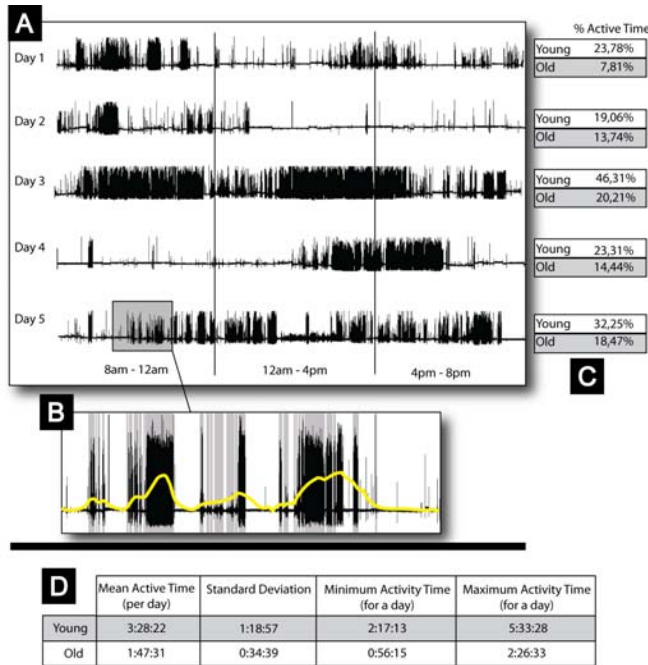 A
% Active Time
Day 1
Young 23,78%
Old 7,81%
Day 2
Young 19,06%
Old 13,74%
Day 3
Young 46,31%
Old 20,21%
Day 4
Young 23,31%
Old 14,44%
Day 5
Young 32,25%
Old 18,47%
8am - 12am 12am - 4pm 4pm - 8pm
C
B
D
Mean Active Time (per day) Standard Deviation Minimum Activity Time (for a day) Maximum Activity Time (for a day)
Young 3:28:22 1:18:57 2:17:13 5:33:28
Old 1:47:31 0:34:39 0:56:15 2:26:33